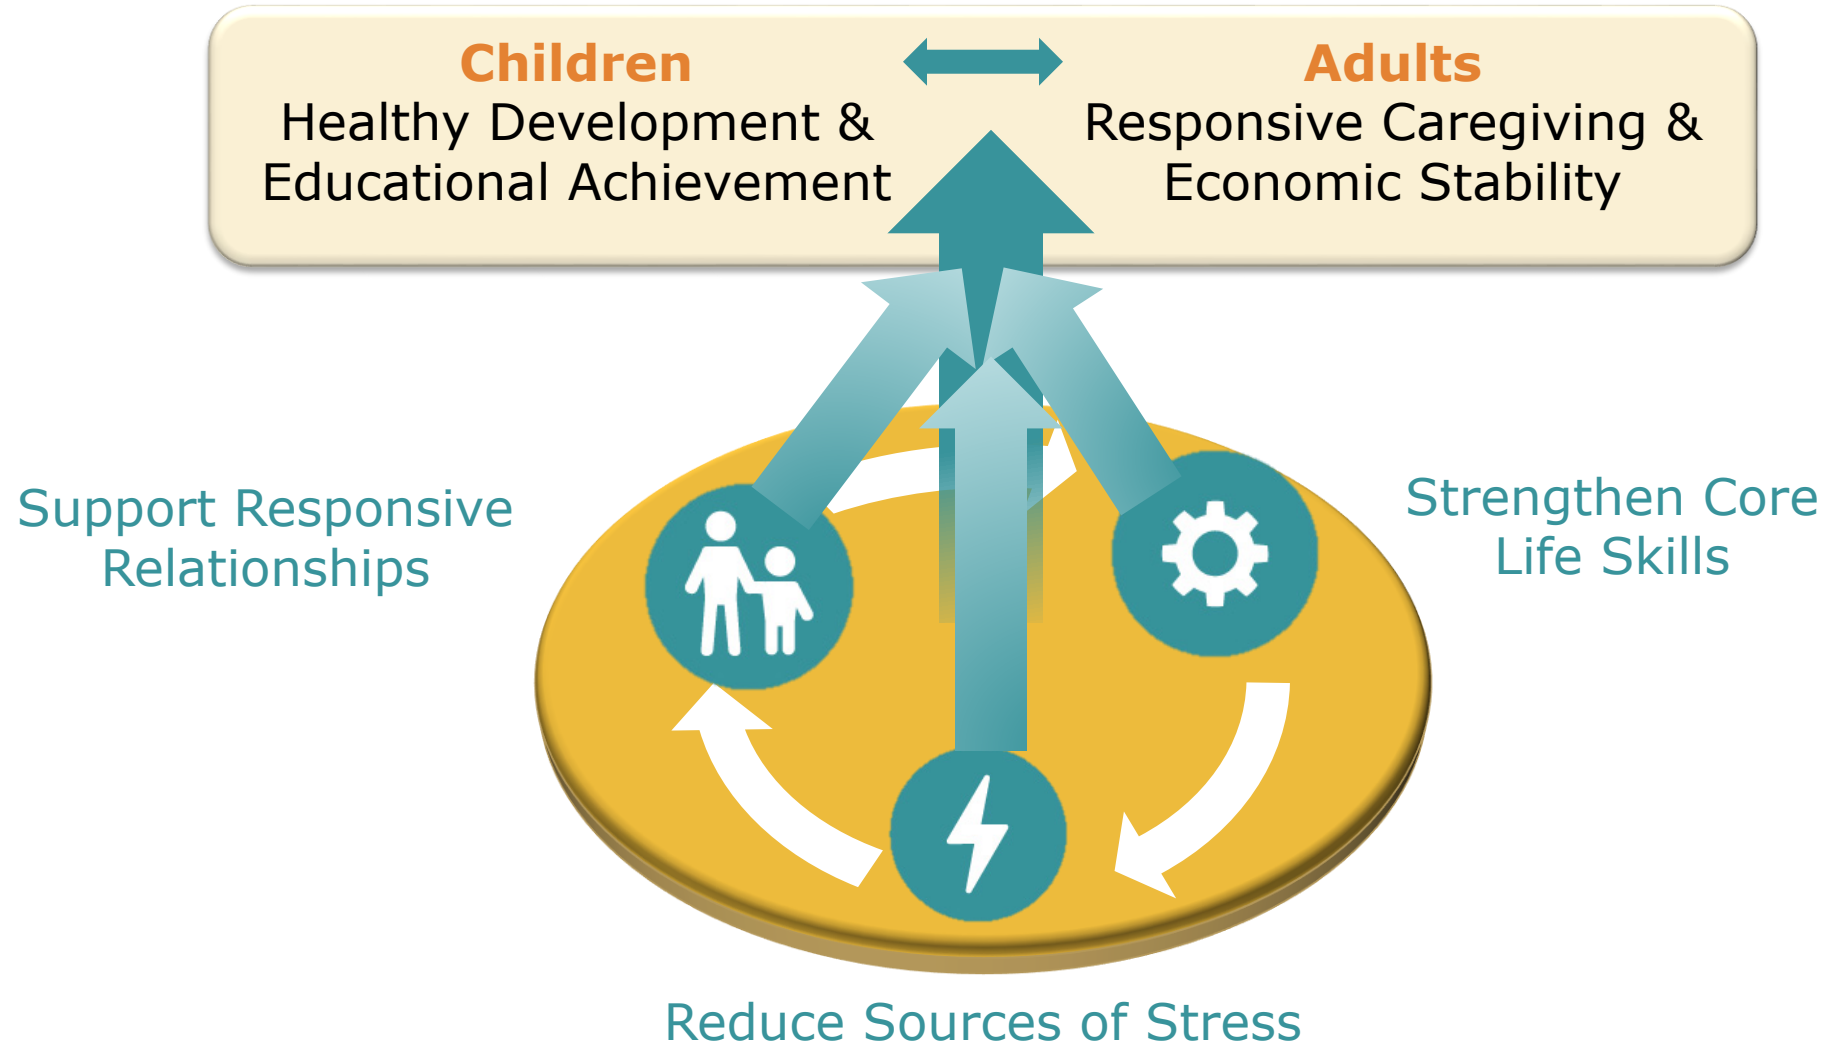 Children
Healthy Development &
Educational Achievement
Adults
Responsive Caregiving &
Economic Stability
Support Responsive
Relationships
Strengthen Core
Life Skills
Reduce Sources of Stress